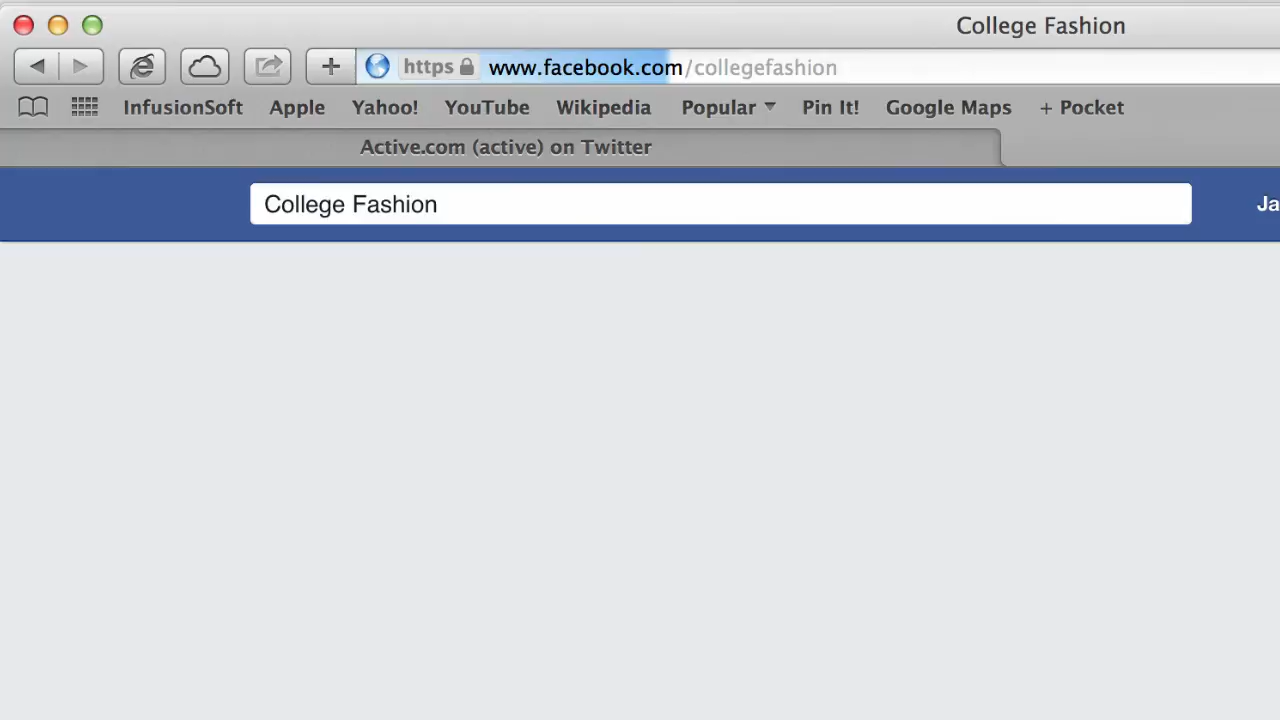 College Fashion
https www.facebook.com/collegefashion
InfusionSoft Apple Yahoo! YouTube Wikipedia Popular Pin It! Google Maps + Pocket
Active.com (active) on Twitter
College Fashion Ja